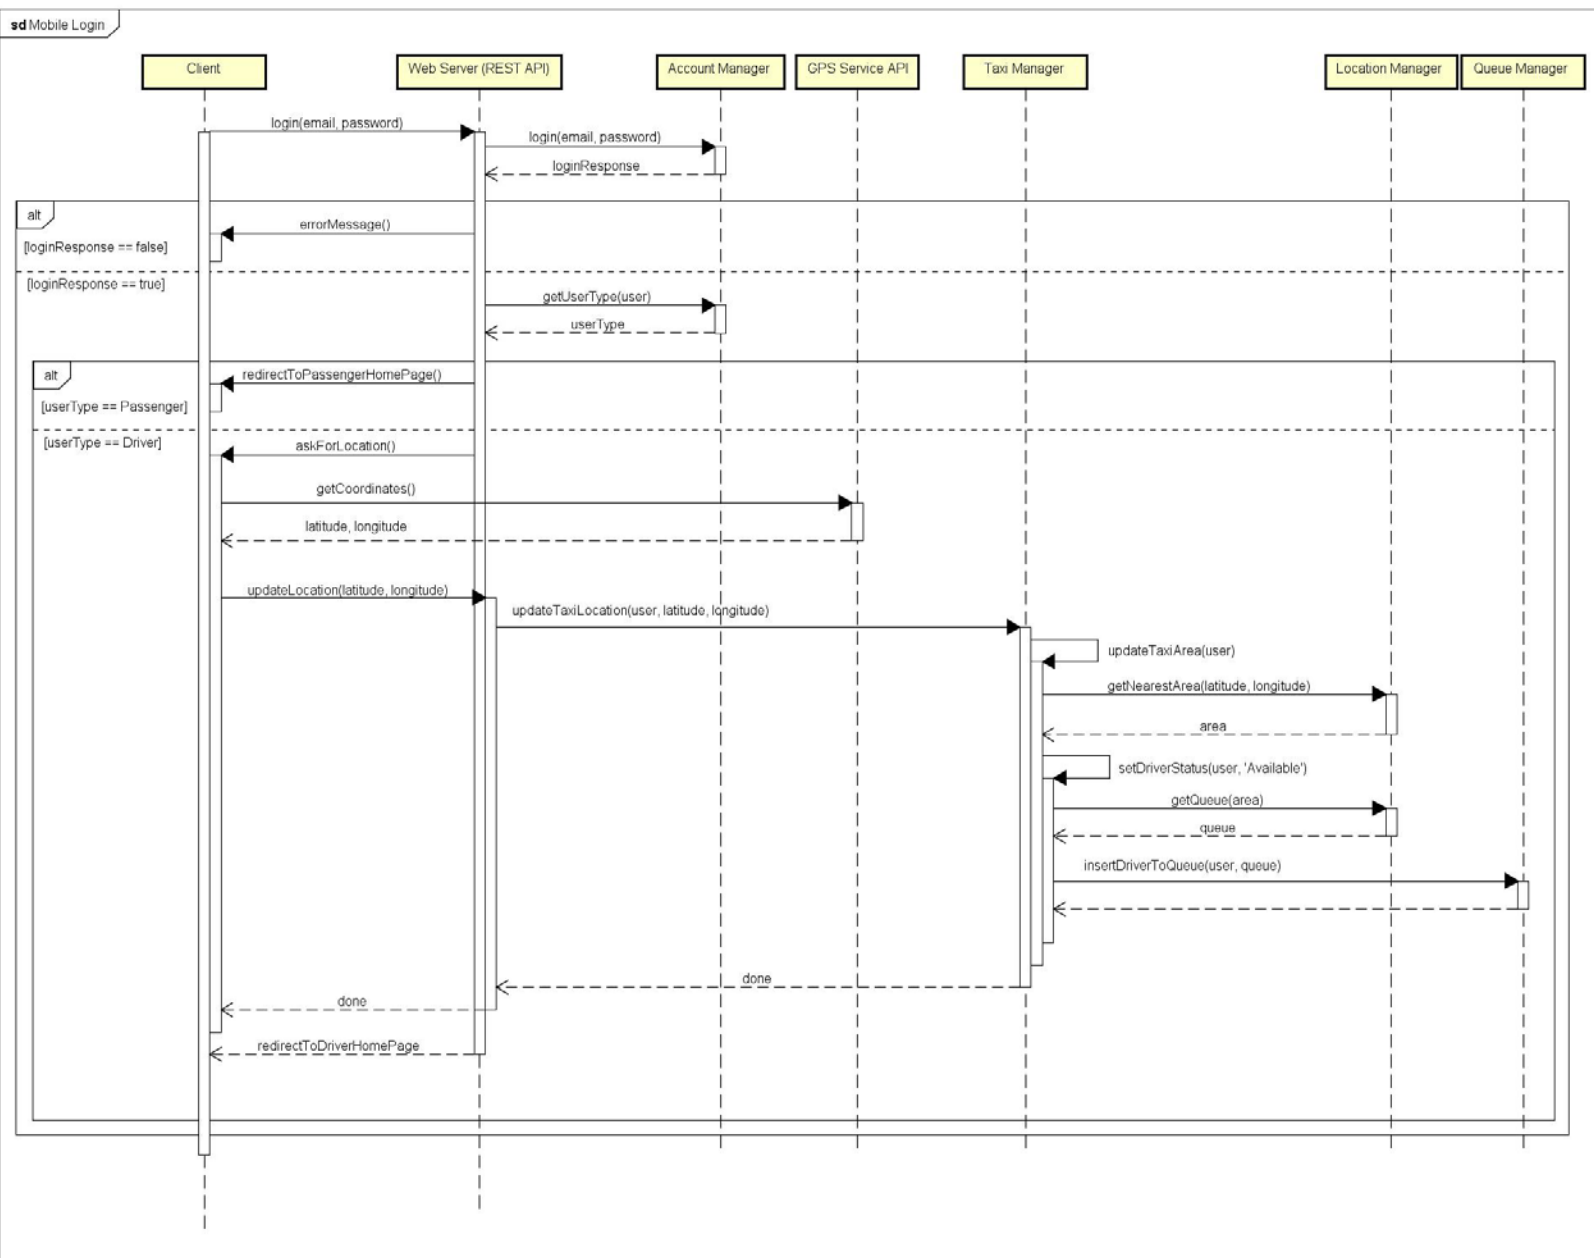 sd Mobile Login
Client
Web Server (REST API)
Account Manager
GPS Service API
Taxi Manager
Location Manager
Queue Manager
login(email, password)
login(email, password)
loginResponse
alt
errorMessage()
[loginResponse == false]
[loginResponse == true]
getUserType(user)
userType
alt
redirectToPassengerHomePage()
[userType == Passenger]
[userType == Driver]
askForLocation()
getCoordinates()
latitude, longitude
updateLocation(latitude, longitude)
updateTaxiLocation(user, latitude, longitude)
updateTaxiArea(user)
getNearestArea(latitude, longitude)
area
setDriverStatus(user, 'Available')
getQueue(area)
queue
insertDriverToQueue(user, queue)
done
done
redirectToDriverHomePage